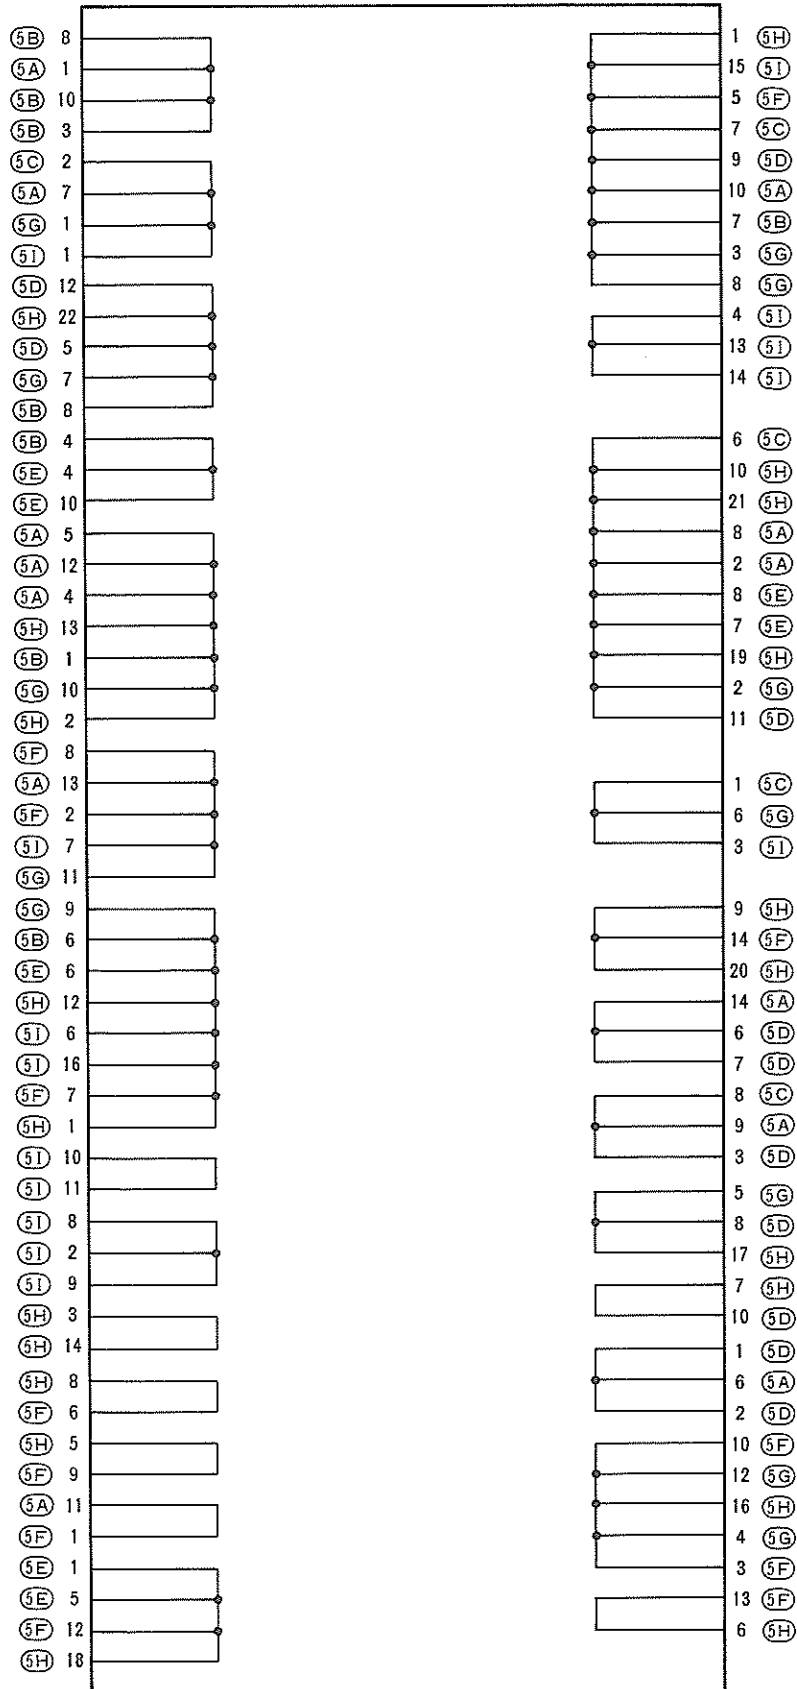 5B 8
5A 1
5B 10
5B 3
5C 2
5A 7
5G 1
5I 1
5D 12
5H 22
5D 5
5G 7
5B 8
5B 4
5E 4
5E 10
5A 5
5A 12
5A 4
5H 13
5B 1
5G 10
5H 2
5F 8
5A 13
5F 2
5I 7
5G 11
5G 9
5B 6
5E 6
5H 12
5I 6
5I 16
5F 7
5H 1
5I 10
5I 11
5I 8
5I 2
5I 9
5H 3
5H 14
5H 8
5F 6
5H 5
5F 9
5A 11
5F 1
5E 1
5E 5
5F 12
5H 18
1 5H
15 5I
5 5F
7 5C
9 5D
10 5A
7 5B
3 5G
8 5G
4 5I
13 5I
14 5I
6 5C
10 5H
21 5H
8 5A
2 5A
8 5E
7 5E
19 5H
2 5G
11 5D
1 5C
6 5G
3 5I
9 5H
14 5F
20 5H
14 5A
6 5D
7 5D
8 5C
9 5A
3 5D
5 5G
8 5D
17 5H
7 5H
10 5D
1 5D
6 5A
2 5D
10 5F
12 5G
16 5H
4 5G
3 5F
13 5F
6 5H